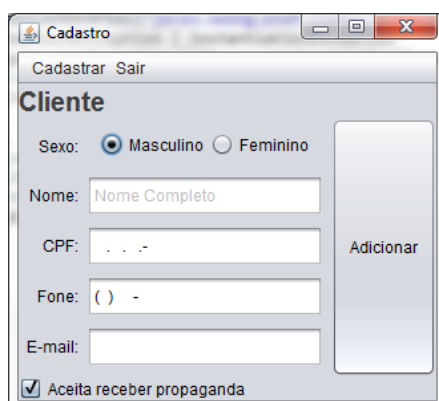 Cadastro
Cadastrar Sair
Cliente
Sexo: Masculino Feminino
Nome: Nome Completo
CPF: . . .-
Adicionar
Fone: ( ) -
E-mail:
Aceita receber propaganda